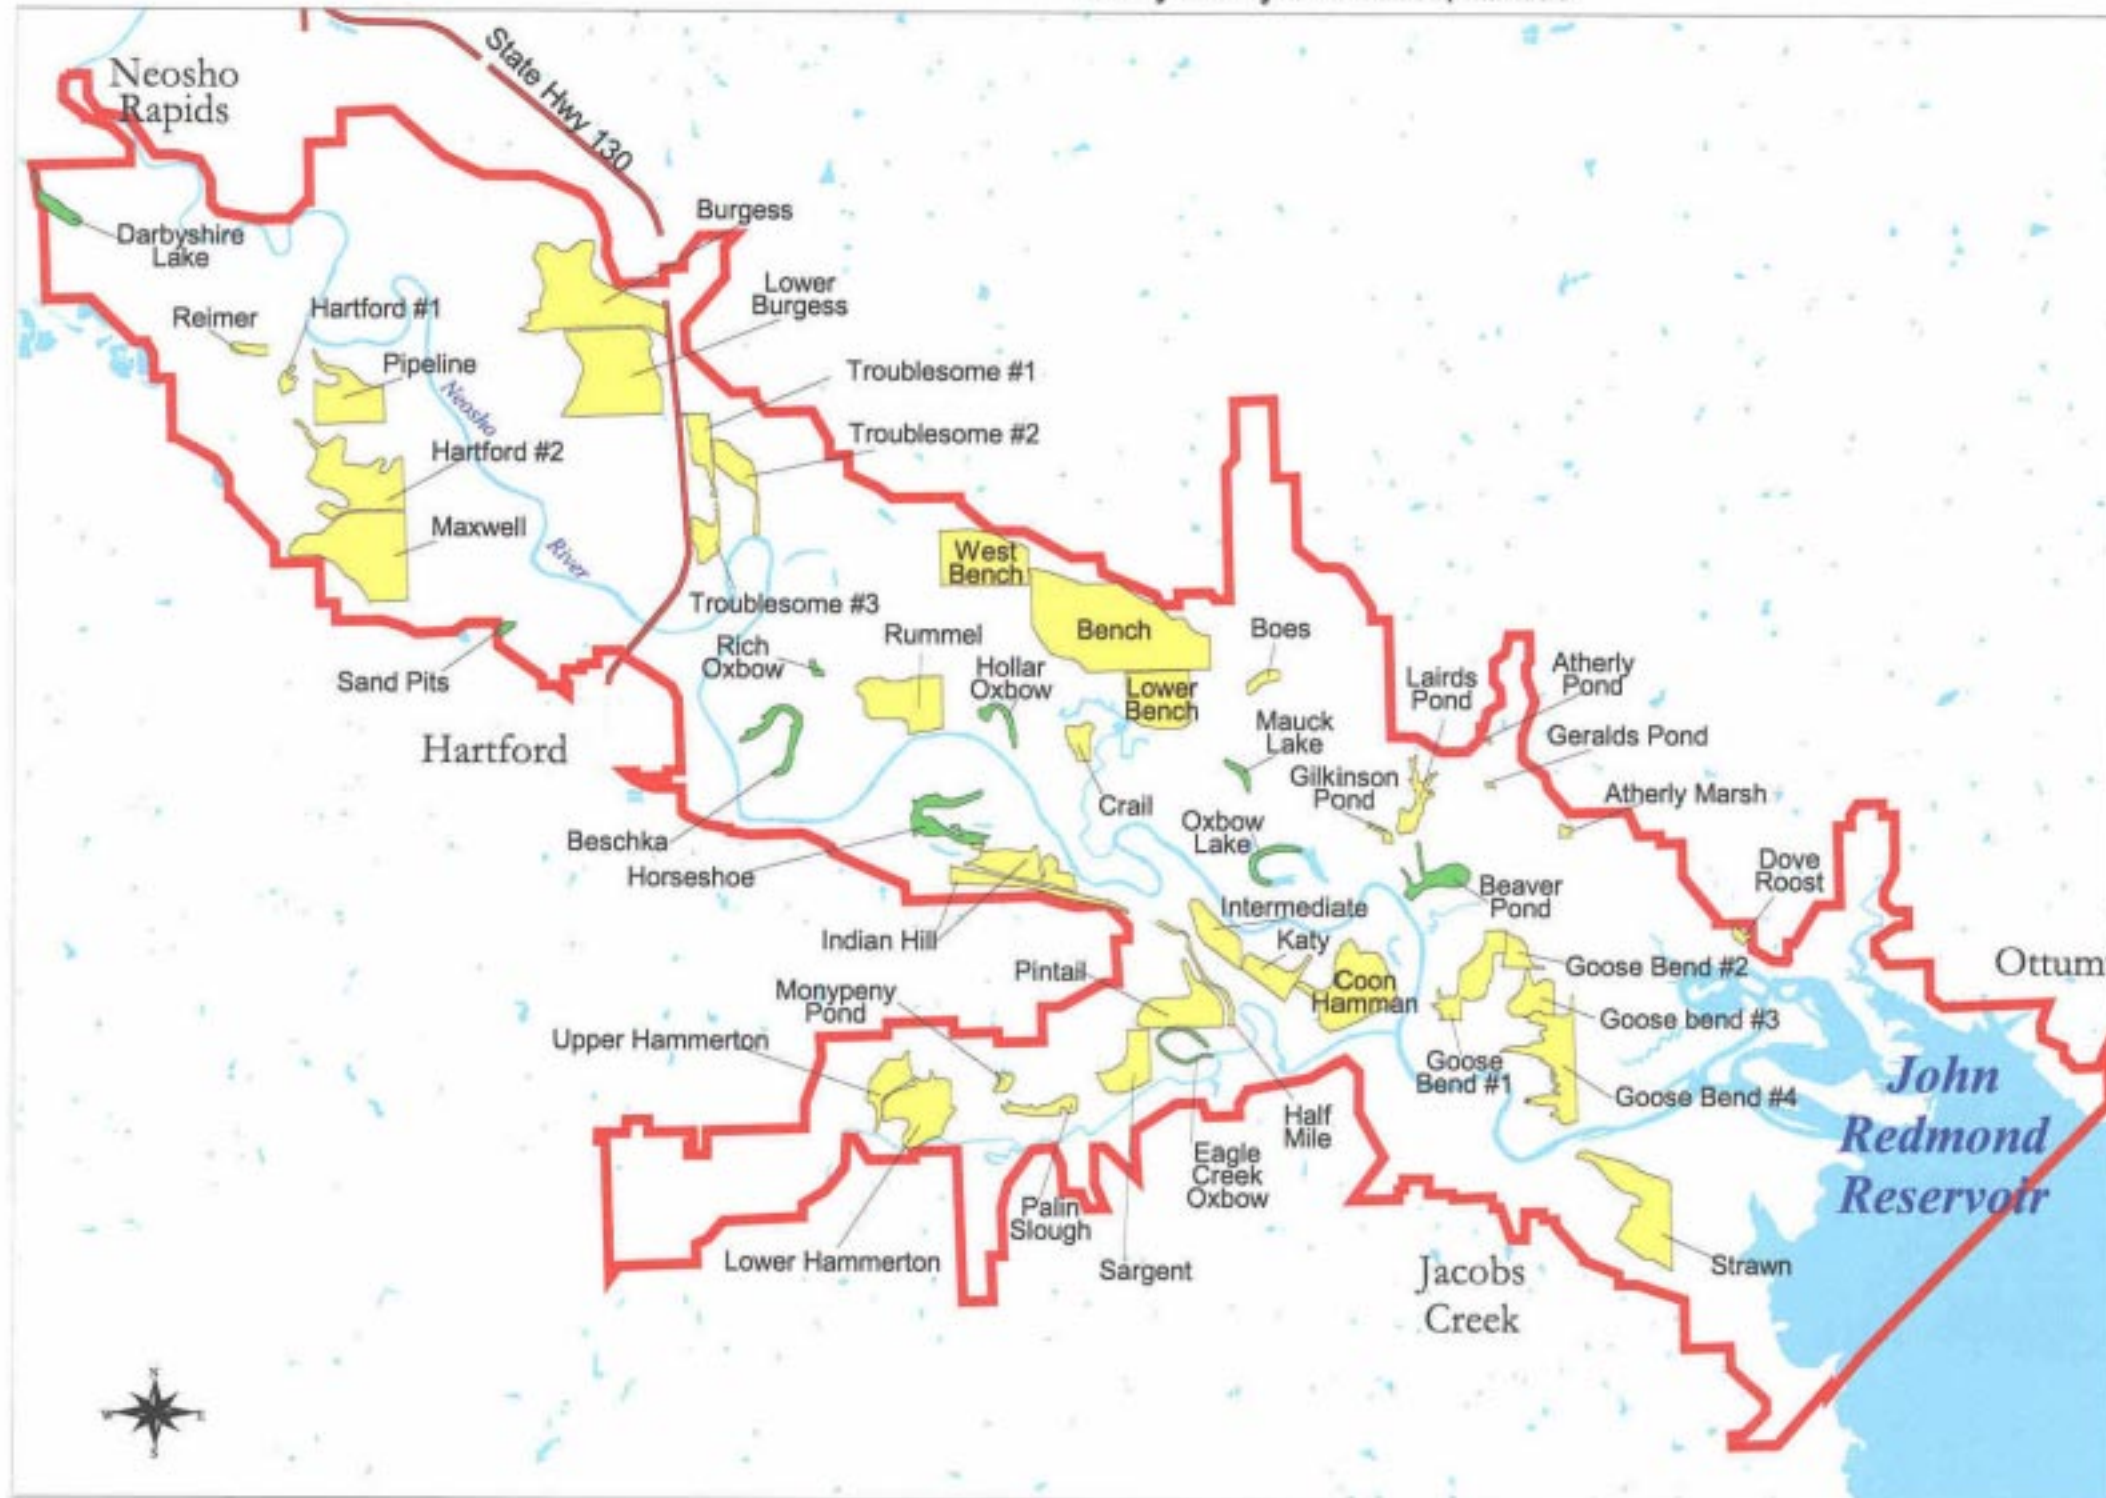 Neosho
Rapids
State Hwy 130
Burgess
Darbyshire
Lake
Lower
Burgess
Reimer
Hartford #1
Pipeline
Neosho
Troublesome #1
Troublesome #2
Hartford #2
Maxwell
River
West
Bench
Troublesome #3
Bench
Rummel
Boes
Rich
Oxbow
Hollar
Oxbow
Sand Pits
Lower
Bench
Lairds
Pond
Atherly
Pond
Hartford
Mauck
Lake
Geralds Pond
Gilkinson
Pond
Atherly Marsh
Crail
Oxbow
Lake
Beschka
Horseshoe
Dove
Roost
Beaver
Pond
Intermediate
Indian Hill
Katy
Pintail
Coon
Hamman
Goose Bend #2
Ottum
Monypeny
Pond
Goose bend #3
Upper Hammerton
Goose
Bend #1
Goose Bend #4
John
Redmond
Reservoir
Half
Mile
Eagle
Creek
Oxbow
Palin
Slough
Lower Hammerton
Sargent
Strawn
Jacobs
Creek
N
W
E
S